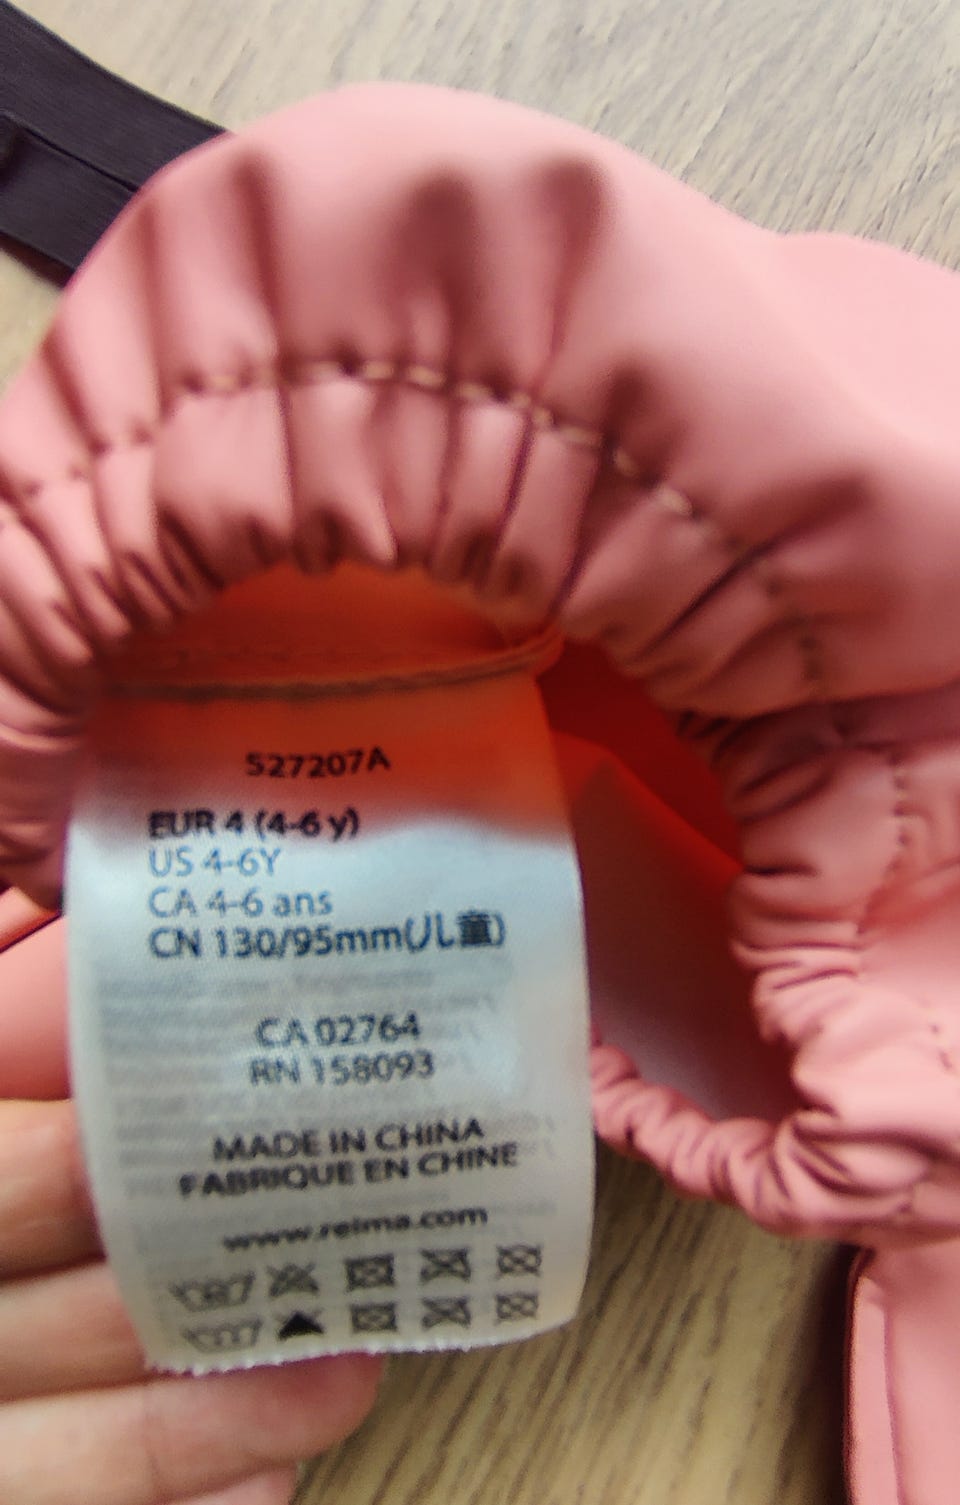 527207A
EUR 4 (4-6 y)
US 4-6Y
CA 4-6 ans
CN 130/95mm(儿童)
CA 02764
RN 158093
MADE IN CHINA
FABRIQUE EN CHINE
www.reima.com